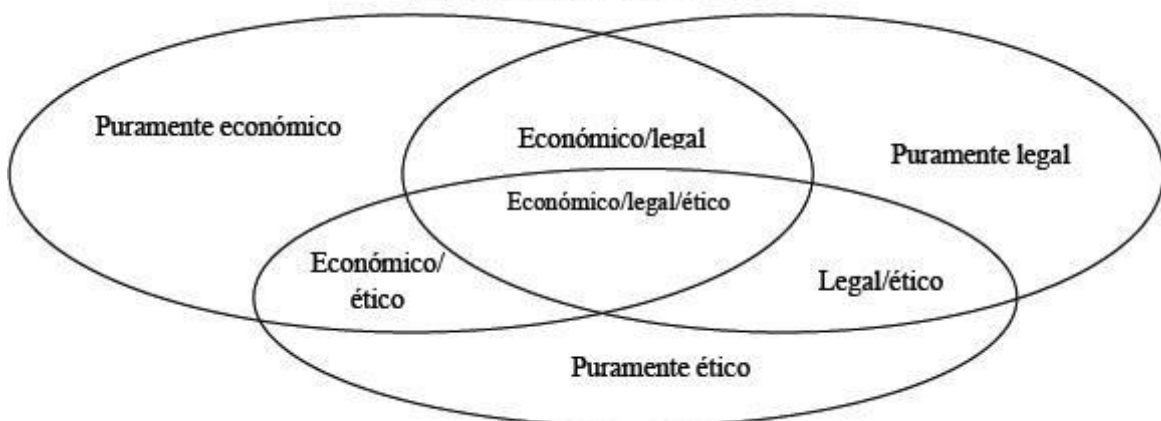 Puramente económico
Económico/legal
Puramente legal
Económico/legal/ético
Económico/
ético
Legal/ético
Puramente ético